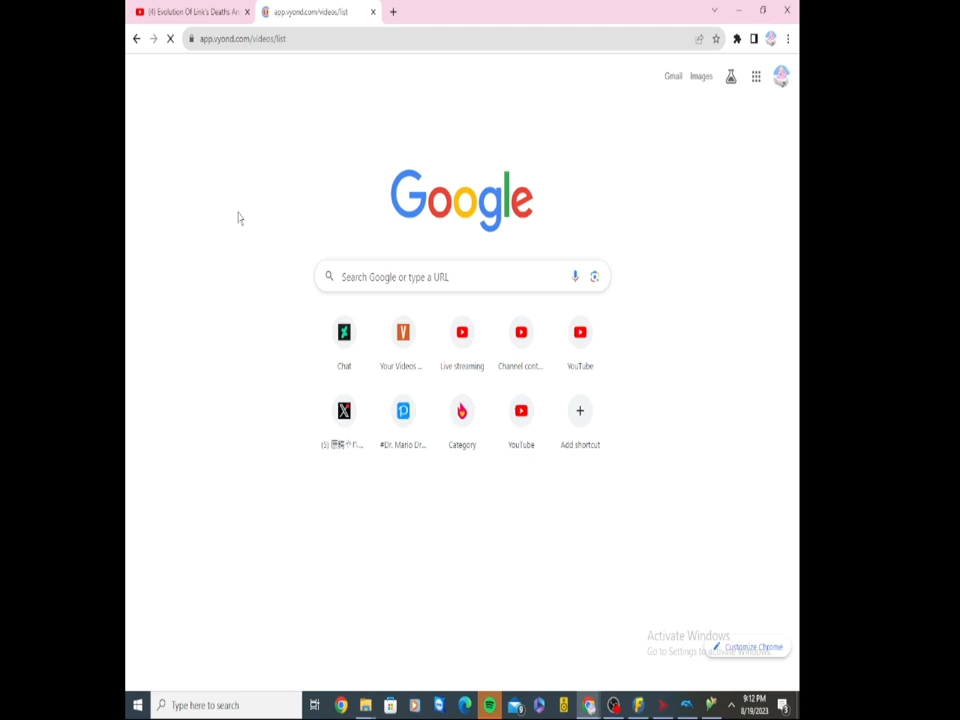 (4) Evolution Of Link's Deaths An
app.vyond.com/videos/list
app.vyond.com/videos/list
Gmail
Images
Google
Search Google or type a URL
Chat
Your Videos ...
Live streaming
Channel cont...
YouTube
#Dr. Mario Dr...
Category
YouTube
Add shortcut
Activate Windows
Go to Settings to activate Windows.
Customize Chrome
Type here to search
9
9:12 PM
8/19/2023
3